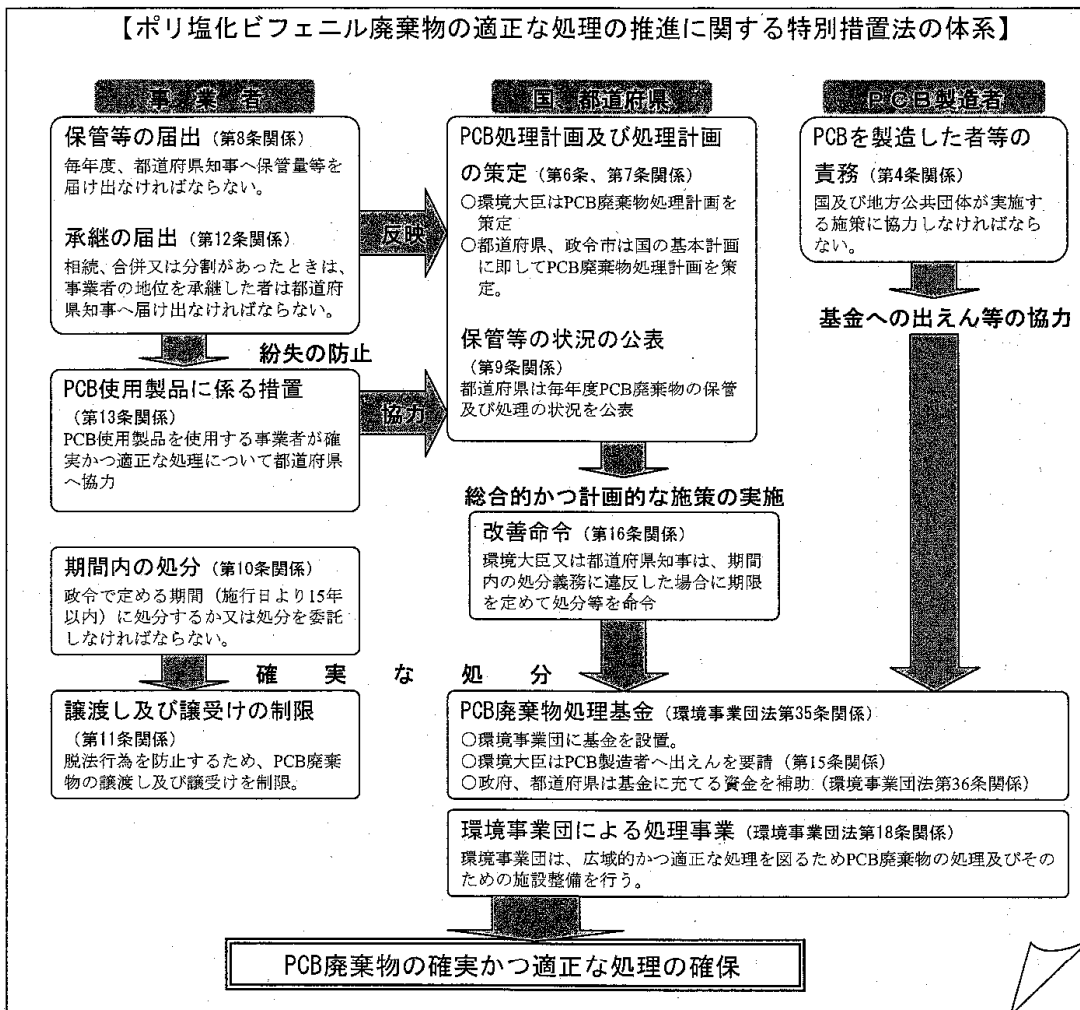 【ポリ塩化ビフェニル廃棄物の適正な処理の推進に関する特別措置法の体系】
事業者
保管等の届出（第8条関係）
毎年度、都道府県知事へ保管量等を
届け出なければならない。
承継の届出（第12条関係）
相続、合併又は分割があったときは、
事業者の地位を承継した者は都道府
県知事へ届け出なければならない。
紛失の防止
PCB使用製品に係る措置
（第13条関係）
PCB使用製品を使用する事業者が確
実かつ適正な処理について都道府県
へ協力
期間内の処分（第10条関係）
政令で定める期間（施行日より15年
以内）に処分するか又は処分を委託
しなければならない。
確実な処分
譲渡し及び譲受けの制限
（第11条関係）
脱法行為を防止するため、PCB廃棄
物の譲渡し及び譲受けを制限。
反映
協力
国　都道府県
PCB処理計画及び処理計画
の策定（第6条、第7条関係）
○環境大臣はPCB廃棄物処理計画を
策定
○都道府県、政令市は国の基本計画
に即してPCB廃棄物処理計画を策
定。
保管等の状況の公表
（第9条関係）
都道府県は毎年度PCB廃棄物の保管
及び処理の状況を公表
総合的かつ計画的な施策の実施
改善命令（第16条関係）
環境大臣又は都道府県知事は、期間
内の処分義務に違反した場合に期限
を定めて処分等を命令
PCB製造者
PCBを製造した者等の
責務（第4条関係）
国及び地方公共団体が実施す
る施策に協力しなければなら
ない。
基金への出えん等の協力
PCB廃棄物処理基金（環境事業団法第35条関係）
○環境事業団に基金を設置。
○環境大臣はPCB製造者へ出えんを要請（第15条関係）
○政府、都道府県は基金に充てる資金を補助（環境事業団法第36条関係）
環境事業団による処理事業（環境事業団法第18条関係）
環境事業団は、広域的かつ適正な処理を図るためPCB廃棄物の処理及びその
ための施設整備を行う。
PCB廃棄物の確実かつ適正な処理の確保